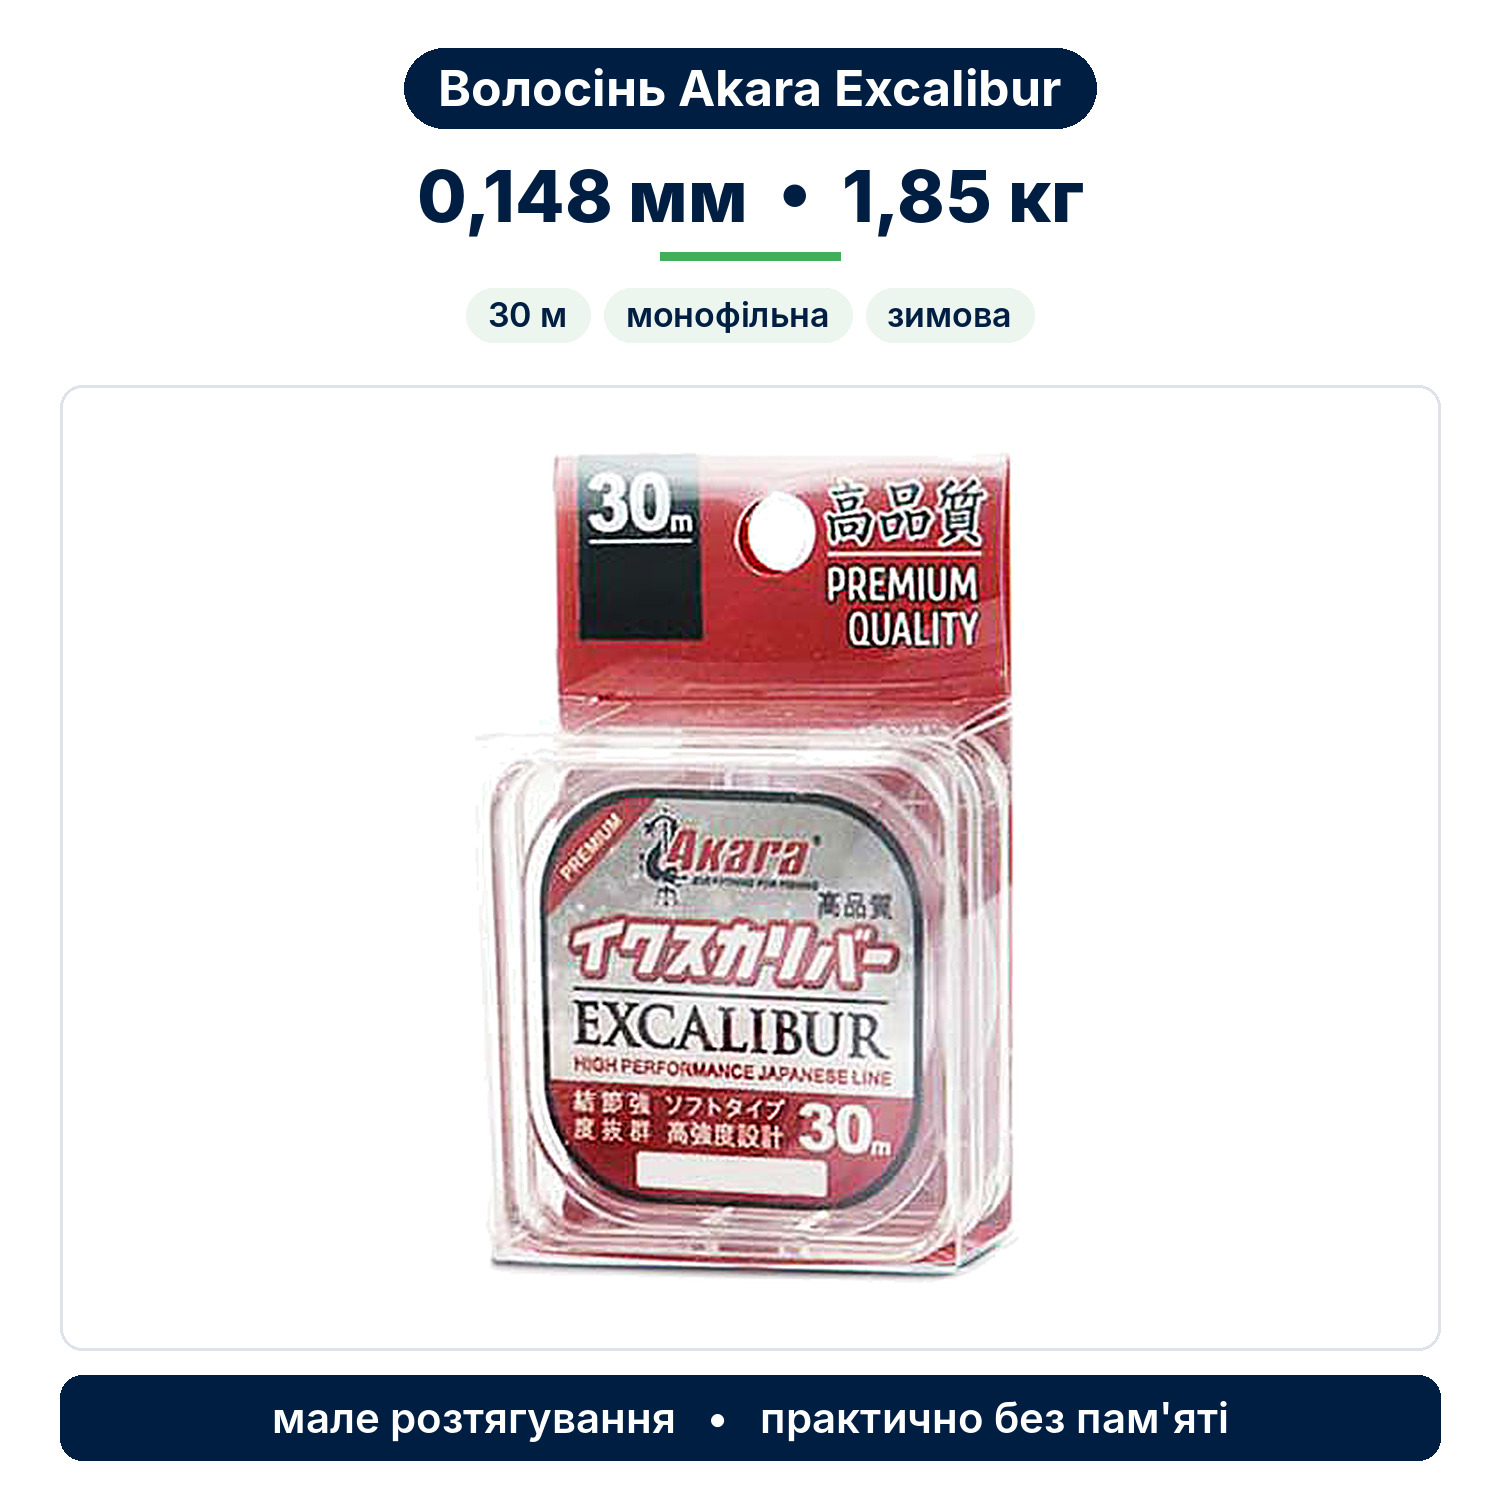 Волосінь Akara Excalibur
0,148 мм • 1,85 кг
30 м монофільна зимова
30m
高品質
PREMIUM
QUALITY
PREMIUM
Akara®
EVERYTHING FOR FISHING
高品質
イクスカリバー
EXCALIBUR
HIGH PERFORMANCE JAPANESE LINE
結節強 ソフトタイプ
度抜群 高強度設計
30m
мале розтягування • практично без пам'яті